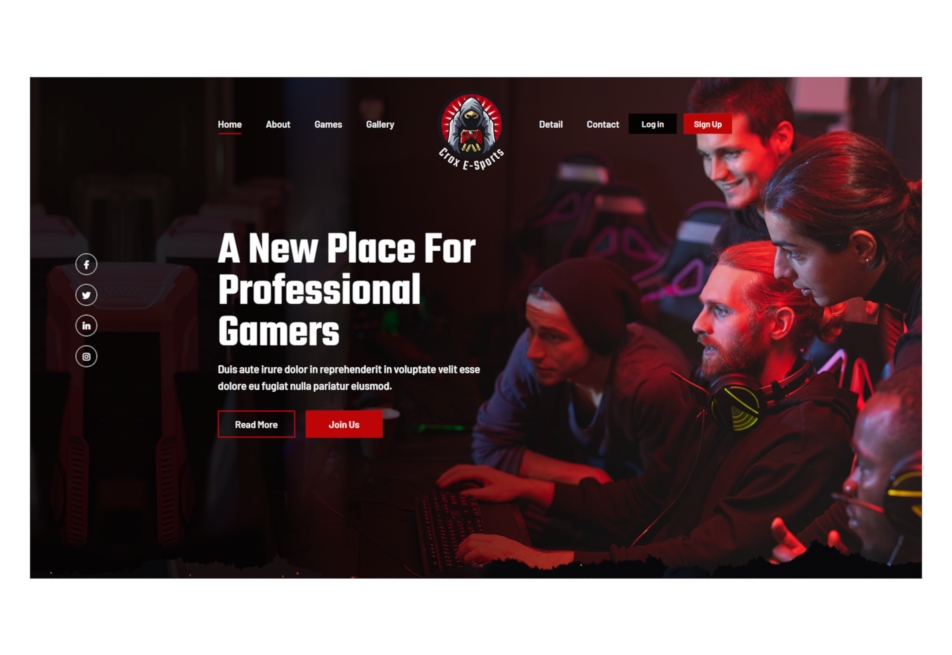 Home About Games Gallery
Crox E-Sports
Detail Contact Log in Sign Up
A New Place For
Professional
Gamers
Duis aute irure dolor in reprehenderit in voluptate velit esse
dolore eu fugiat nulla pariatur eiusmod.
Read More Join Us